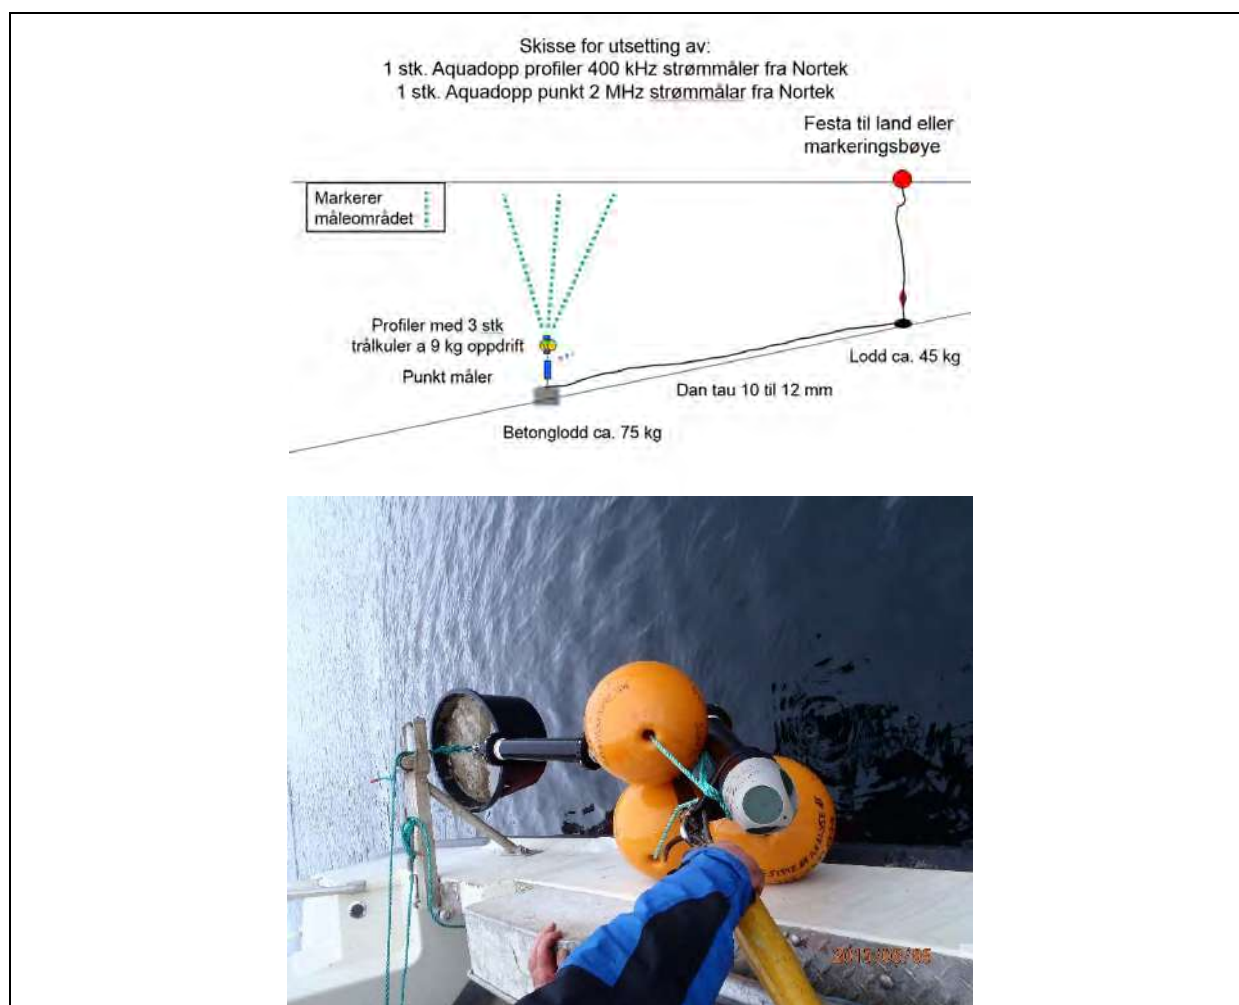 Skisse for utsetting av:
1 stk. Aquadopp profiler 400 kHz strømmåler fra Nortek
1 stk. Aquadopp punkt 2 MHz strømmålar fra Nortek
Festa til land eller
markeringsbøye
Markerer
måleområdet
Profiler med 3 stk
trålkuler a 9 kg oppdrift
Punkt måler
Lodd ca. 45 kg
Dan tau 10 til 12 mm
Betonglodd ca. 75 kg